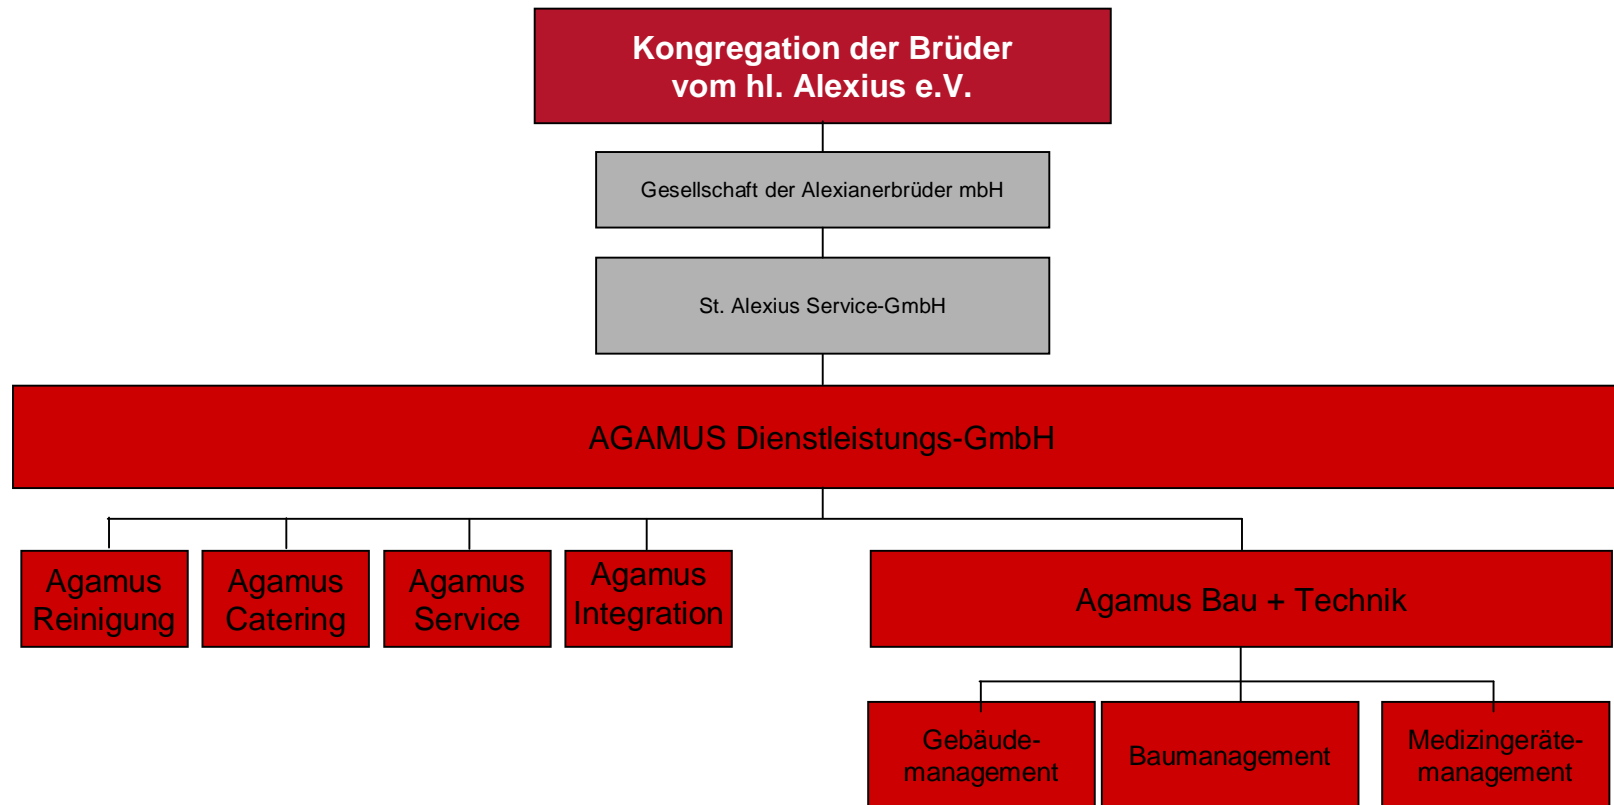 Kongregation der Brüder
vom hl. Alexius e.V.
Gesellschaft der Alexianerbrüder mbH
St. Alexius Service-GmbH
AGAMUS Dienstleistungs-GmbH
Agamus
Reinigung
Agamus
Catering
Agamus
Service
Agamus
Integration
Agamus Bau + Technik
Gebäude-
management
Baumanagement
Medizingeräte-
management